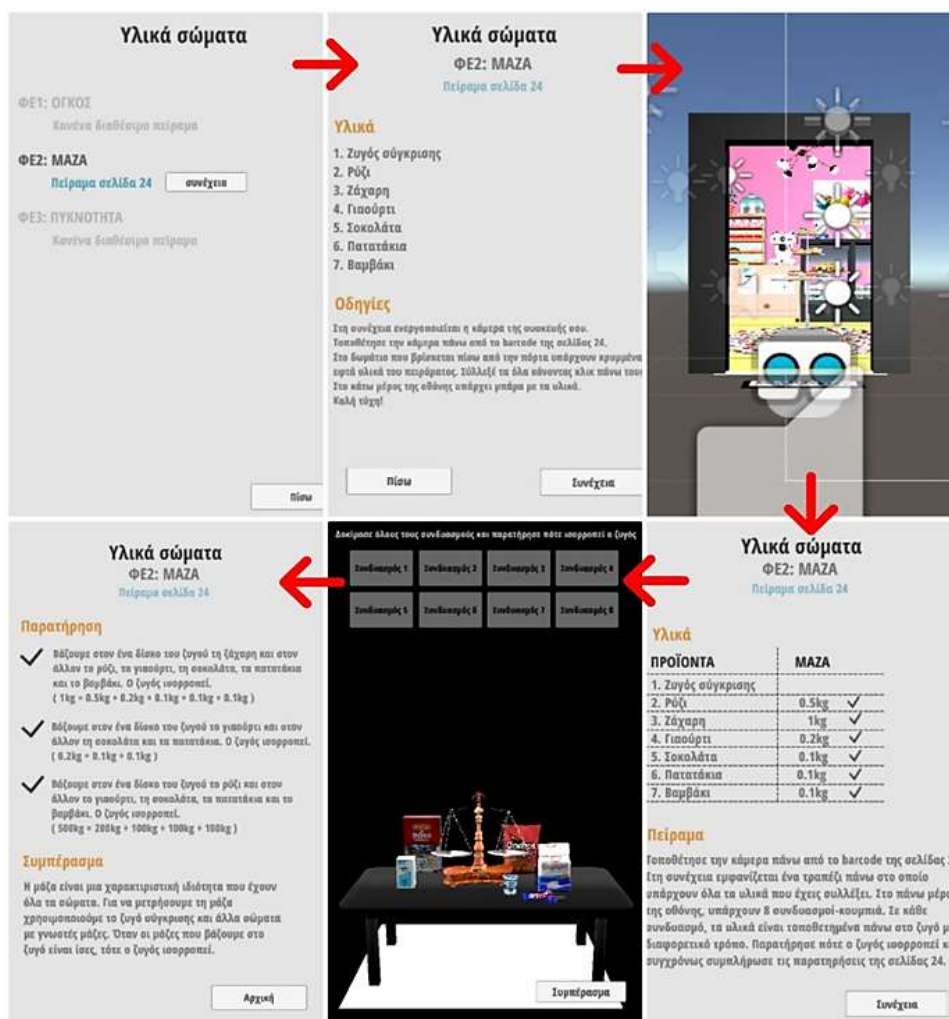 Υλικά σώματα
ΦΕ1: ΟΓΚΟΣ
Κανένα διαθέσιμο πείραμα
ΦΕ2: ΜΑΖΑ
Πείραμα σελίδα 24
συνέχεια
ΦΕ3: ΠΥΚΝΟΤΗΤΑ
Κανένα διαθέσιμο πείραμα
Πίσω
Υλικά σώματα
ΦΕ2: ΜΑΖΑ
Πείραμα σελίδα 24
Υλικά
1. Ζυγός σύγκρισης
2. Ρύζι
3. Ζάχαρη
4. Γιαούρτι
5. Σοκολάτα
6. Πατατάκια
7. Βαμβάκι
Οδηγίες
Στη συνέχεια ενεργοποιείται η κάμερα της συσκευής σου.
Τοποθέτησε την κάμερα πάνω από το barcode της σελίδας 24.
Στο δωμάτιο που βρίσκεται πίσω από την πόρτα υπάρχουν κρυμμένα
εφτά υλικά του πειράματος. Σύλλεξέ τα όλα κάνοντας κλικ πάνω τους
Στο κάτω μέρος της οθόνης υπάρχει μπάρα με τα υλικά.
Καλή τύχη!
Πίσω
Συνέχεια
Υλικά σώματα
ΦΕ2: ΜΑΖΑ
Πείραμα σελίδα 24
Υλικά
ΠΡΟΪΟΝΤΑ ΜΑΖΑ
1. Ζυγός σύγκρισης
2. Ρύζι 0.5kg ✓
3. Ζάχαρη 1kg ✓
4. Γιαούρτι 0.2kg ✓
5. Σοκολάτα 0.1kg ✓
6. Πατατάκια 0.1kg ✓
7. Βαμβάκι 0.1kg ✓
Πείραμα
Τοποθέτησε την κάμερα πάνω από το barcode της σελίδας
Στη συνέχεια εμφανίζεται ένα τραπέζι πάνω στο οποίο
υπάρχουν όλα τα υλικά που έχεις συλλέξει. Στο πάνω μέρο
της οθόνης, υπάρχουν 8 συνδυασμοί-κουμπιά. Σε κάθε
συνδυασμό, τα υλικά είναι τοποθετημένα πάνω στο ζυγό μ
διαφορετικό τρόπο. Παρατήρησε πότε ο ζυγός ισορροπεί κ
συγχρόνως συμπλήρωσε τις παρατηρήσεις της σελίδας 24.
Συνέχεια
Δοκίμασε όλους τους συνδυασμούς και παρατήρησε πότε ισορροπεί ο ζυγός
Συνδυασμός 1 Συνδυασμός 2 Συνδυασμός 3 Συνδυασμός 4
Συνδυασμός 5 Συνδυασμός 6 Συνδυασμός 7 Συνδυασμός 8
Συμπέρασμα
Υλικά σώματα
ΦΕ2: ΜΑΖΑ
Πείραμα σελίδα 24
Παρατήρηση
✓ Βάζουμε στον ένα δίσκο του ζυγού τη ζάχαρη και στον
άλλον το ρύζι, το γιαούρτι, τη σοκολάτα, τα πατατάκια
και το βαμβάκι. Ο ζυγός ισορροπεί.
( 1kg = 0.5kg + 0.2kg + 0.1kg + 0.1kg + 0.1kg )
✓ Βάζουμε στον ένα δίσκο του ζυγού το γιαούρτι και στον
άλλον τη σοκολάτα και τα πατατάκια. Ο ζυγός ισορροπεί.
( 0.2kg = 0.1kg + 0.1kg )
✓ Βάζουμε στον ένα δίσκο του ζυγού το ρύζι και στον
άλλον το γιαούρτι, τη σοκολάτα, τα πατατάκια και το
βαμβάκι. Ο ζυγός ισορροπεί.
( 500kg = 200kg + 100kg + 100kg + 100kg )
Συμπέρασμα
Η μάζα είναι μια χαρακτηριστική ιδιότητα που έχουν
όλα τα σώματα. Για να μετρήσουμε τη μάζα
χρησιμοποιούμε το ζυγό σύγκρισης και άλλα σώματα
με γνωστές μάζες. Όταν οι μάζες που βάζουμε στο
ζυγό είναι ίσες, τότε ο ζυγός ισορροπεί.
Αρχική